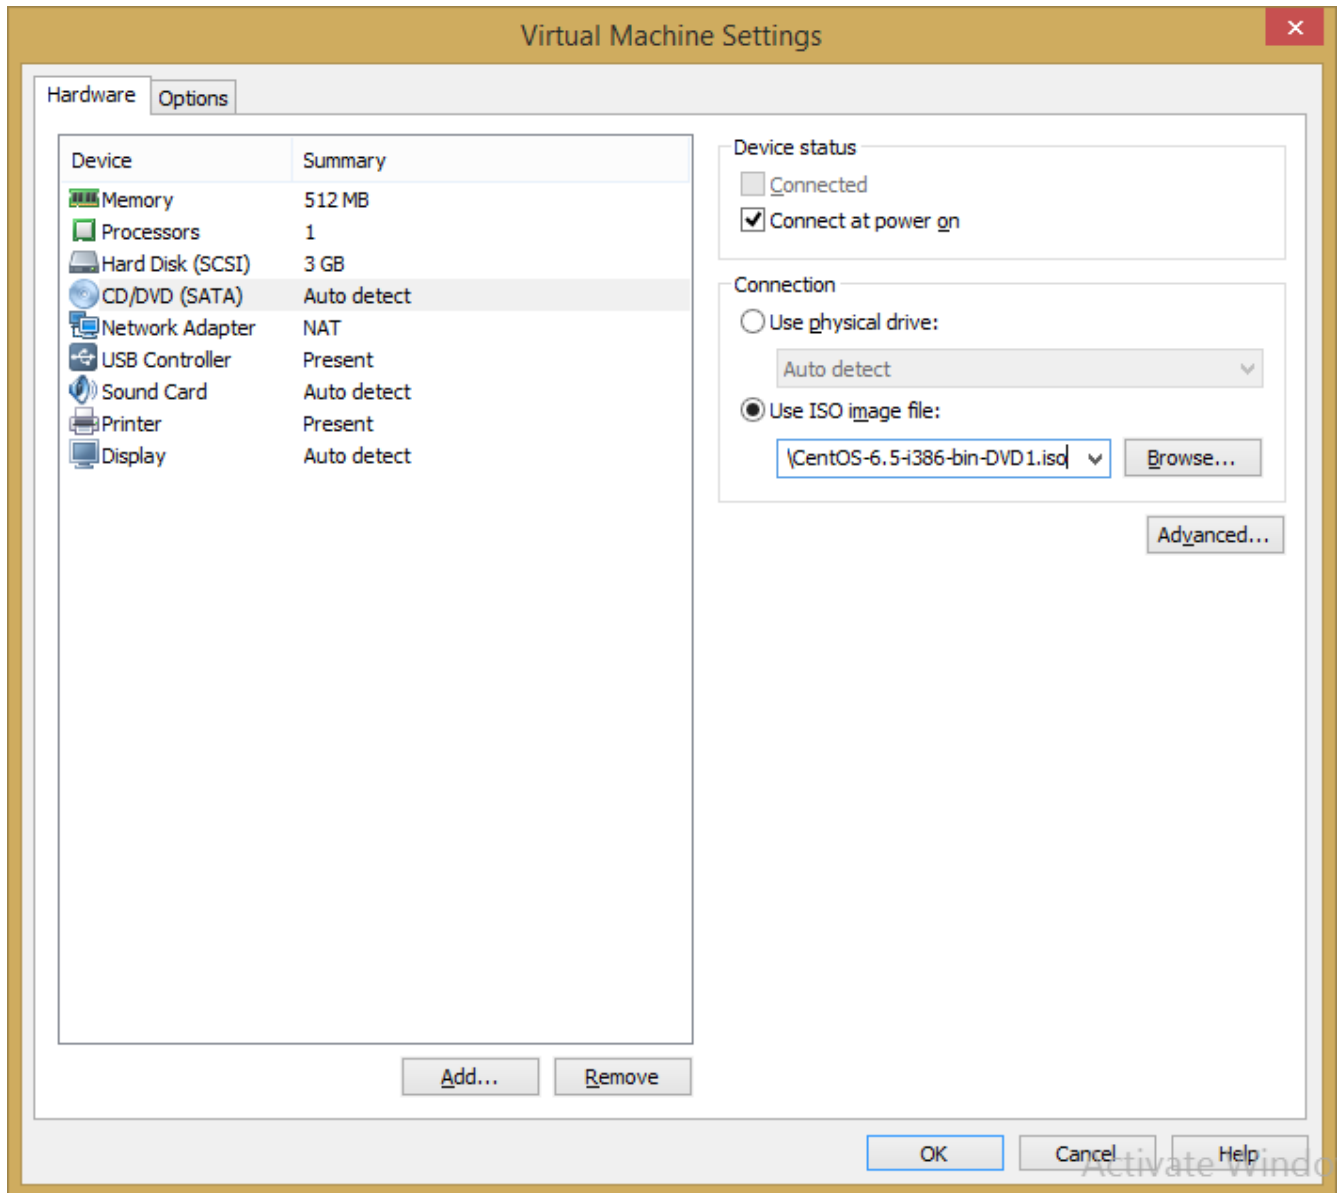 Virtual Machine Settings
Hardware
Options
Device Summary
Memory 512 MB
Processors 1
Hard Disk (SCSI) 3 GB
CD/DVD (SATA) Auto detect
Network Adapter NAT
USB Controller Present
Sound Card Auto detect
Printer Present
Display Auto detect
Add...
Remove
Device status
Connected
Connect at power on
Connection
Use physical drive:
Auto detect
Use ISO image file:
\CentOS-6.5-i386-bin-DVD1.iso
Browse...
Advanced...
OK
Cancel
Help
Activate Windo